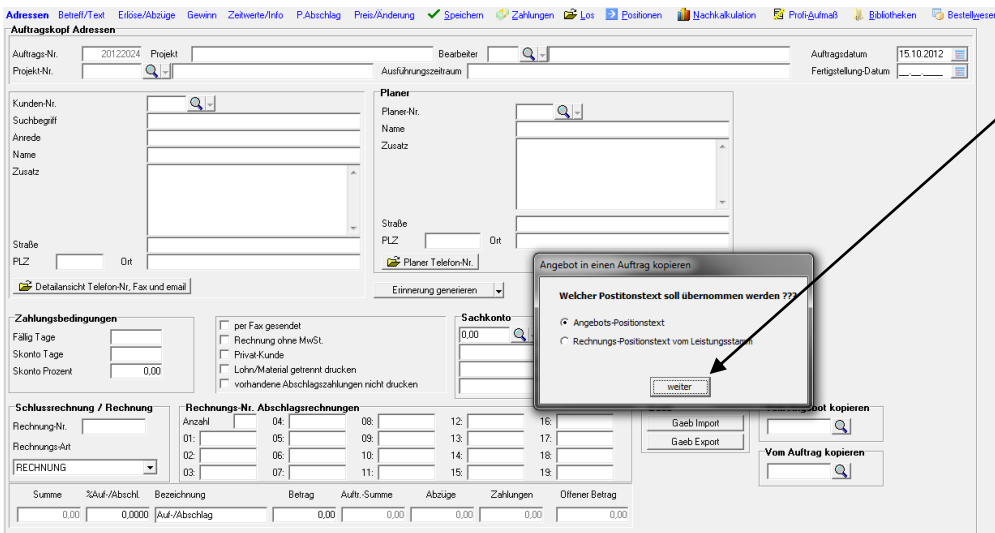 Adressen Betreff/Text Erlöse/Abzüge Gewinn Zeitwerte/Info P.Abschlag Preis/Änderung Speichern Zahlungen Los Positionen Nachkalkulation Profi-Aufmaß Bibliotheken Bestellwesen
Auftragskopf Adressen
Auftrags-Nr. 20122024 Projekt Bearbeiter Auftragsdatum 15.10.2012
Projekt-Nr. Ausführungszeitraum Fertigstellung-Datum __.__.____
Planer
Kunden-Nr. Planer-Nr.
Suchbegriff Name
Anrede Zusatz
Name
Zusatz
Straße
PLZ Ort
Straße
PLZ Ort
Planer Telefon-Nr.
Detailansicht Telefon-Nr, Fax und email
Erinnerung generieren
Angebot in einen Auftrag kopieren
Welcher Postitonstext soll übernommen werden ???
Angebots-Positionstext
Rechnungs-Positionstext vom Leistungsstamm
weiter
Zahlungsbedingungen
Fällig Tage
Skonto Tage
Skonto Prozent 0,00
per Fax gesendet
Rechnung ohne MwSt.
Privat-Kunde
Lohn/Material getrennt drucken
vorhandene Abschlagszahlungen nicht drucken
Sachkonto
0,00
Schlussrechnung / Rechnung
Rechnung-Nr.
Rechnungs-Art
RECHNUNG
Rechnungs-Nr. Abschlagsrechnungen
Anzahl 04: 08: 12: 16:
01: 05: 09: 13: 17:
02: 06: 10: 14: 18:
03: 07: 11: 15: 19:
Gaeb Import
Gaeb Export
kopieren
Vom Auftrag kopieren
Summe %Auf-/Abschl. Bezeichnung Betrag Auftr.-Summe Abzüge Zahlungen Offener Betrag
0,00 0,0000 Auf-/Abschlag 0,00 0,00 0,00 0,00 0,00